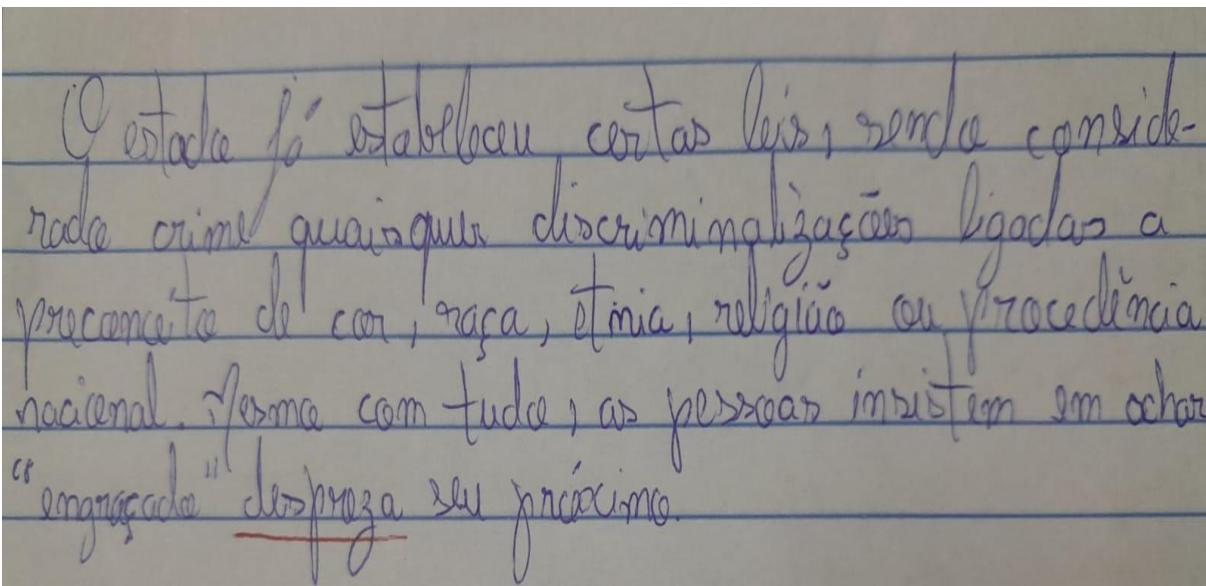 O estado já estabeleceu certas leis, sendo conside-
rado crime quaisquer discriminalizações ligadas a
preconceito de cor, raça, etinia, religião ou procedência
nacional. Mesmo com tudo, as pessoas insistem em achar
"engraçado" despreza seu próximo.